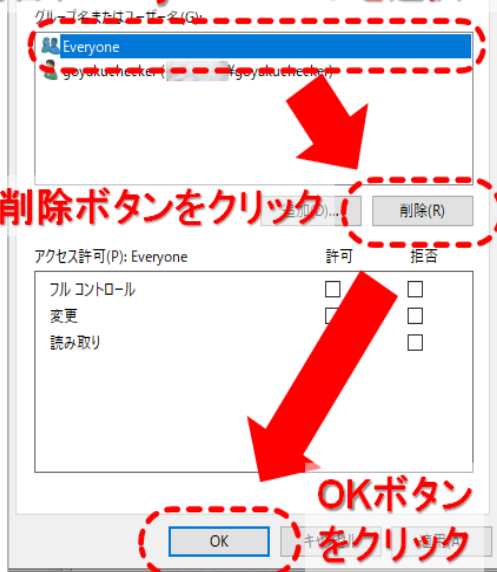 グループ名またはユーザー名(G):
Everyone
goyakuchecker ( ¥goyakuchecker)
削除ボタンをクリック
追加(D)... 削除(R)
アクセス許可(P): Everyone 許可 拒否
フル コントロール
変更
読み取り
OKボタン
をクリック
OK